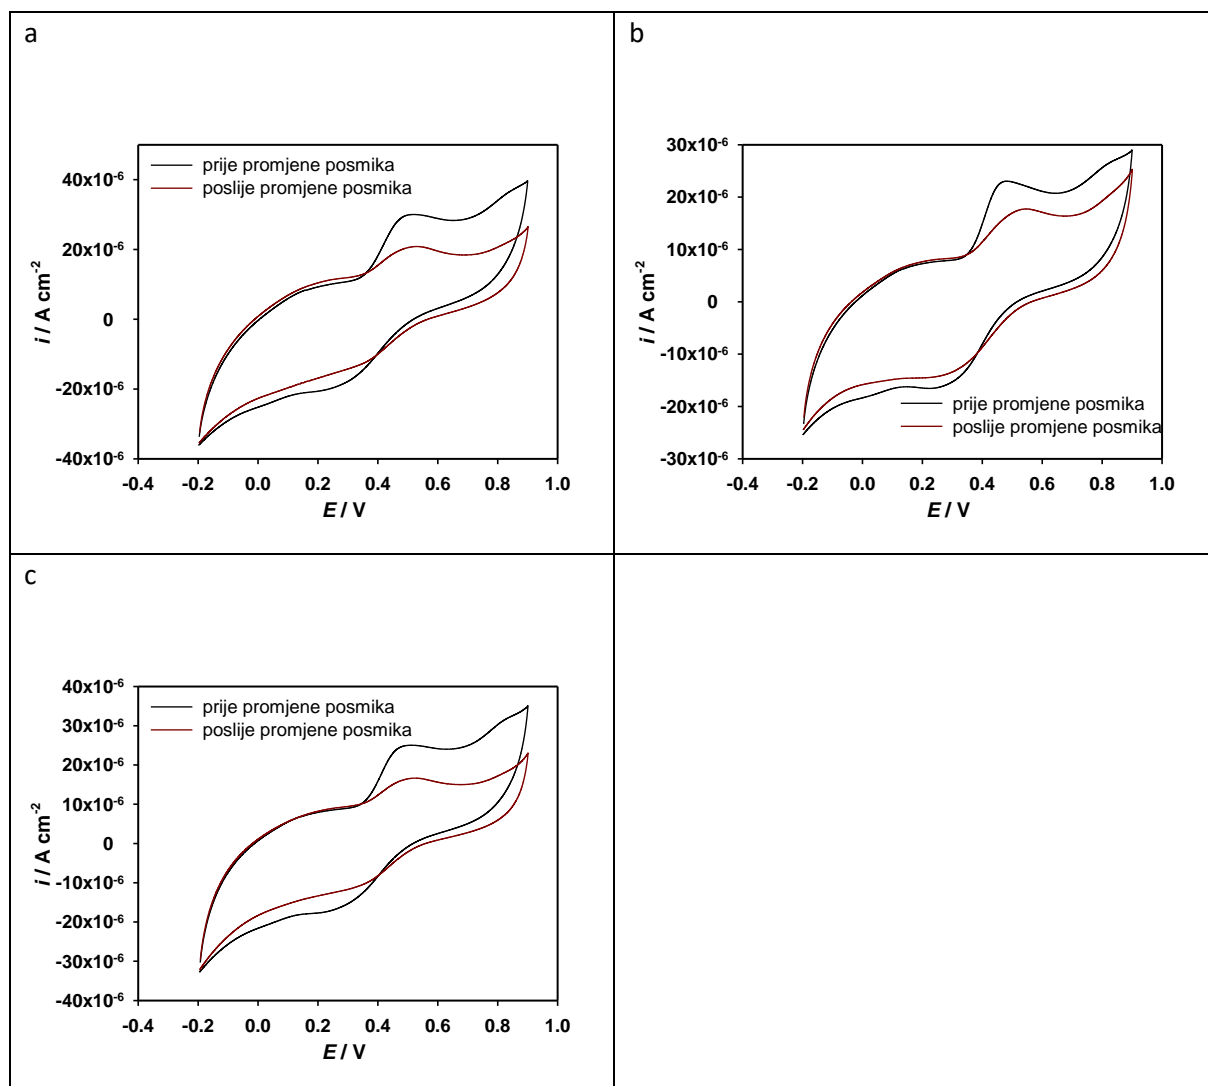 a
40x10-6
20x10-6
0
-20x10-6
-40x10-6
i / A cm-2
prije promjene posmika
poslije promjene posmika
-0.4 -0.2 0.0 0.2 0.4 0.6 0.8 1.0
E / V
b
30x10-6
20x10-6
10x10-6
0
-10x10-6
-20x10-6
-30x10-6
i / A cm-2
prije promjene posmika
poslije promjene posmika
-0.4 -0.2 0.0 0.2 0.4 0.6 0.8 1.0
E / V
c
40x10-6
30x10-6
20x10-6
10x10-6
0
-10x10-6
-20x10-6
-30x10-6
-40x10-6
i / A cm-2
prije promjene posmika
poslije promjene posmika
-0.4 -0.2 0.0 0.2 0.4 0.6 0.8 1.0
E / V